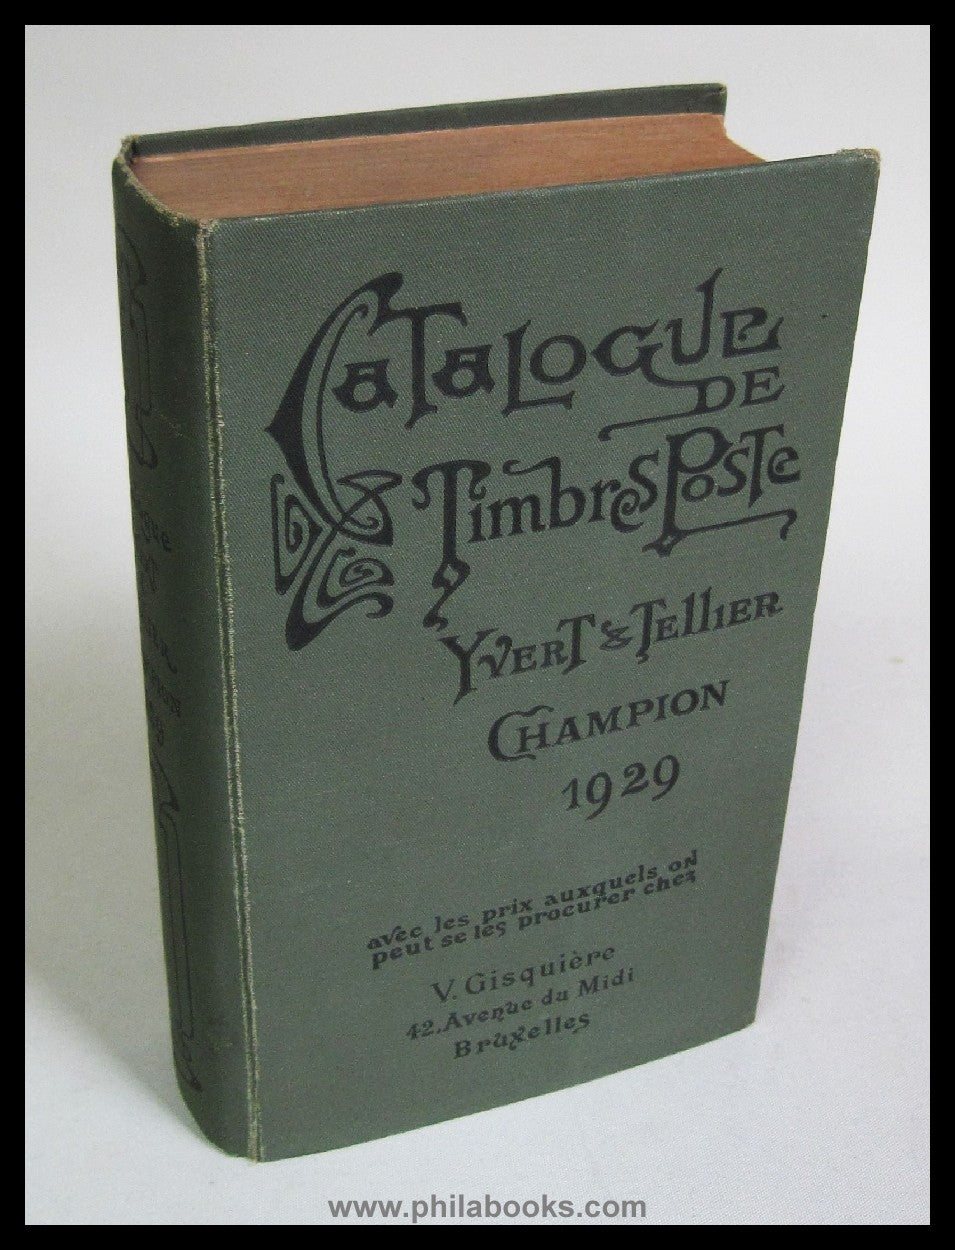 Catalogue
de
Timbres Poste
Yvert & Tellier
Champion
1929
avec les prix auxquels on
peut se les procurer chez
V. Gisquière
42. Avenue du Midi
Bruxelles
www.philabooks.com